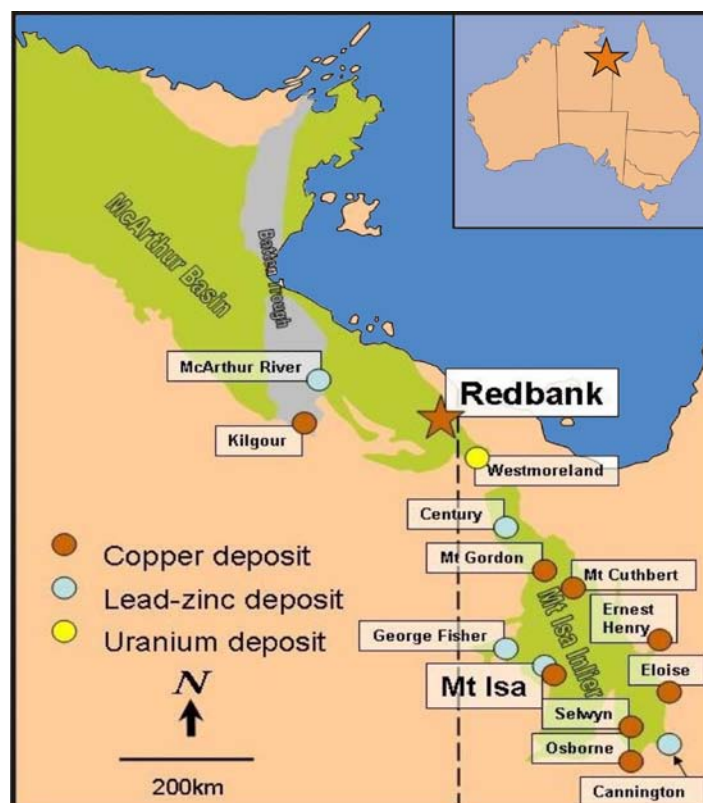 McArthur Basin
Batten Trough
McArthur River
Redbank
Kilgour
Westmoreland
Century
Copper deposit
Mt Gordon
Mt Cuthbert
Lead-zinc deposit
Ernest
Henry
Uranium deposit
George Fisher
Mt Isa Inlier
Eloise
N
Mt Isa
Selwyn
Osborne
200km
Cannington